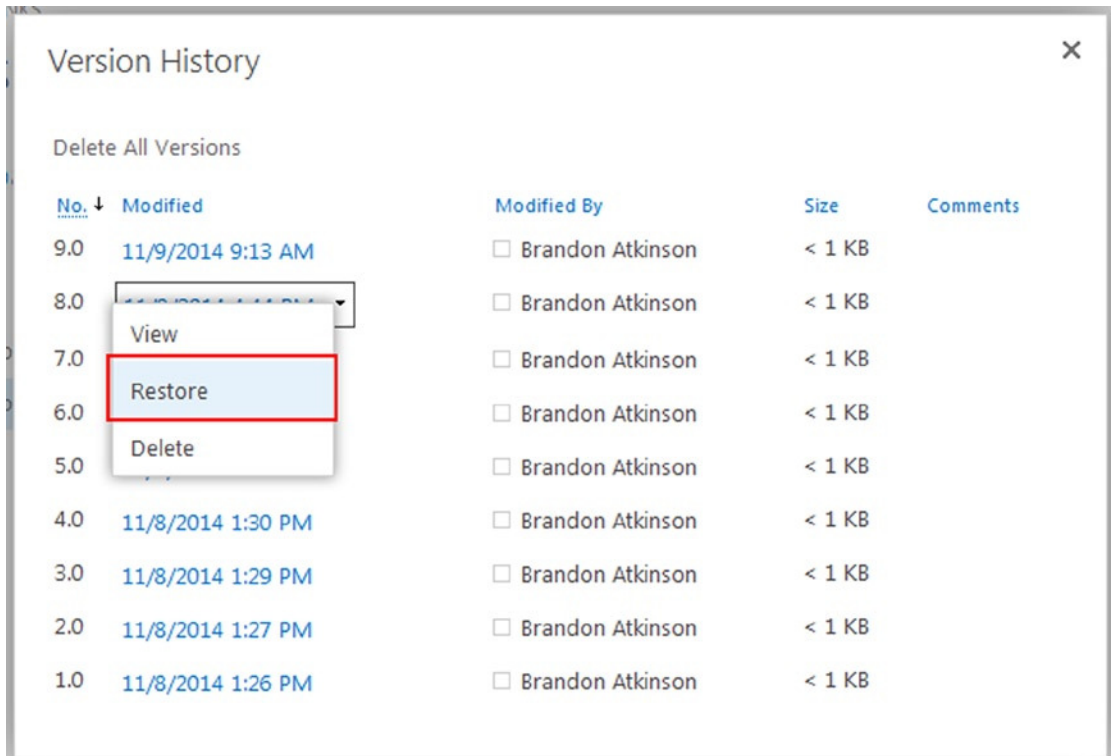 Version History
Delete All Versions
No. Modified Modified By Size Comments
9.0 11/9/2014 9:13 AM Brandon Atkinson < 1 KB
8.0 Brandon Atkinson < 1 KB
View
7.0 Brandon Atkinson < 1 KB
Restore
6.0 Brandon Atkinson < 1 KB
Delete
5.0 Brandon Atkinson < 1 KB
4.0 11/8/2014 1:30 PM Brandon Atkinson < 1 KB
3.0 11/8/2014 1:29 PM Brandon Atkinson < 1 KB
2.0 11/8/2014 1:27 PM Brandon Atkinson < 1 KB
1.0 11/8/2014 1:26 PM Brandon Atkinson < 1 KB